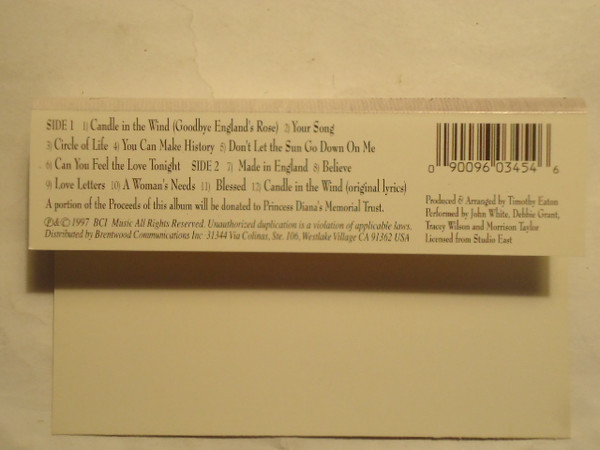 SIDE 1 1) Candle in the Wind (Goodbye England's Rose) 2) Your Song
3) Circle of Life 4) You Can Make History 5) Don't Let the Sun Go Down On Me
6) Can You Feel the Love Tonight SIDE 2 7) Made in England 8) Believe
9) Love Letters 10) A Woman's Needs 11) Blessed 12) Candle in the Wind (original lyrics)
A portion of the Proceeds of this album will be donated to Princess Diana's Memorial Trust.
℗&© 1997 BCI Music All Rights Reserved. Unauthorized duplication is a violation of applicable laws.
Distributed by Brentwood Communications Inc 31344 Via Colinas, Ste. 106, Westlake Village CA 91362 USA
0 90096 03454 6
Produced & Arranged by Timothy Eaton
Performed by John White, Debbie Grant,
Tracey Wilson and Morrison Taylor
Licensed from Studio East